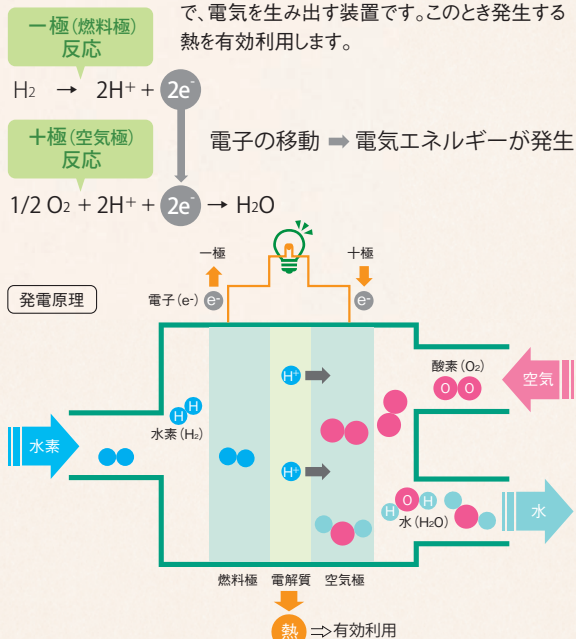 で、電気を生み出す装置です。このとき発生する
熱を有効利用します。
－極(燃料極)
反応
H2 → 2H+ + 2e-
＋極(空気極)
反応
電子の移動 ➡ 電気エネルギーが発生
1/2 O2 + 2H+ + 2e- → H2O
発電原理
－極
＋極
電子(e-) e-
e-
H+
酸素(O2)
O O
空気
H H
水素(H2)
水素
H+
H O H
水(H2O)
水
燃料極 電解質 空気極
熱 ⇒有効利用